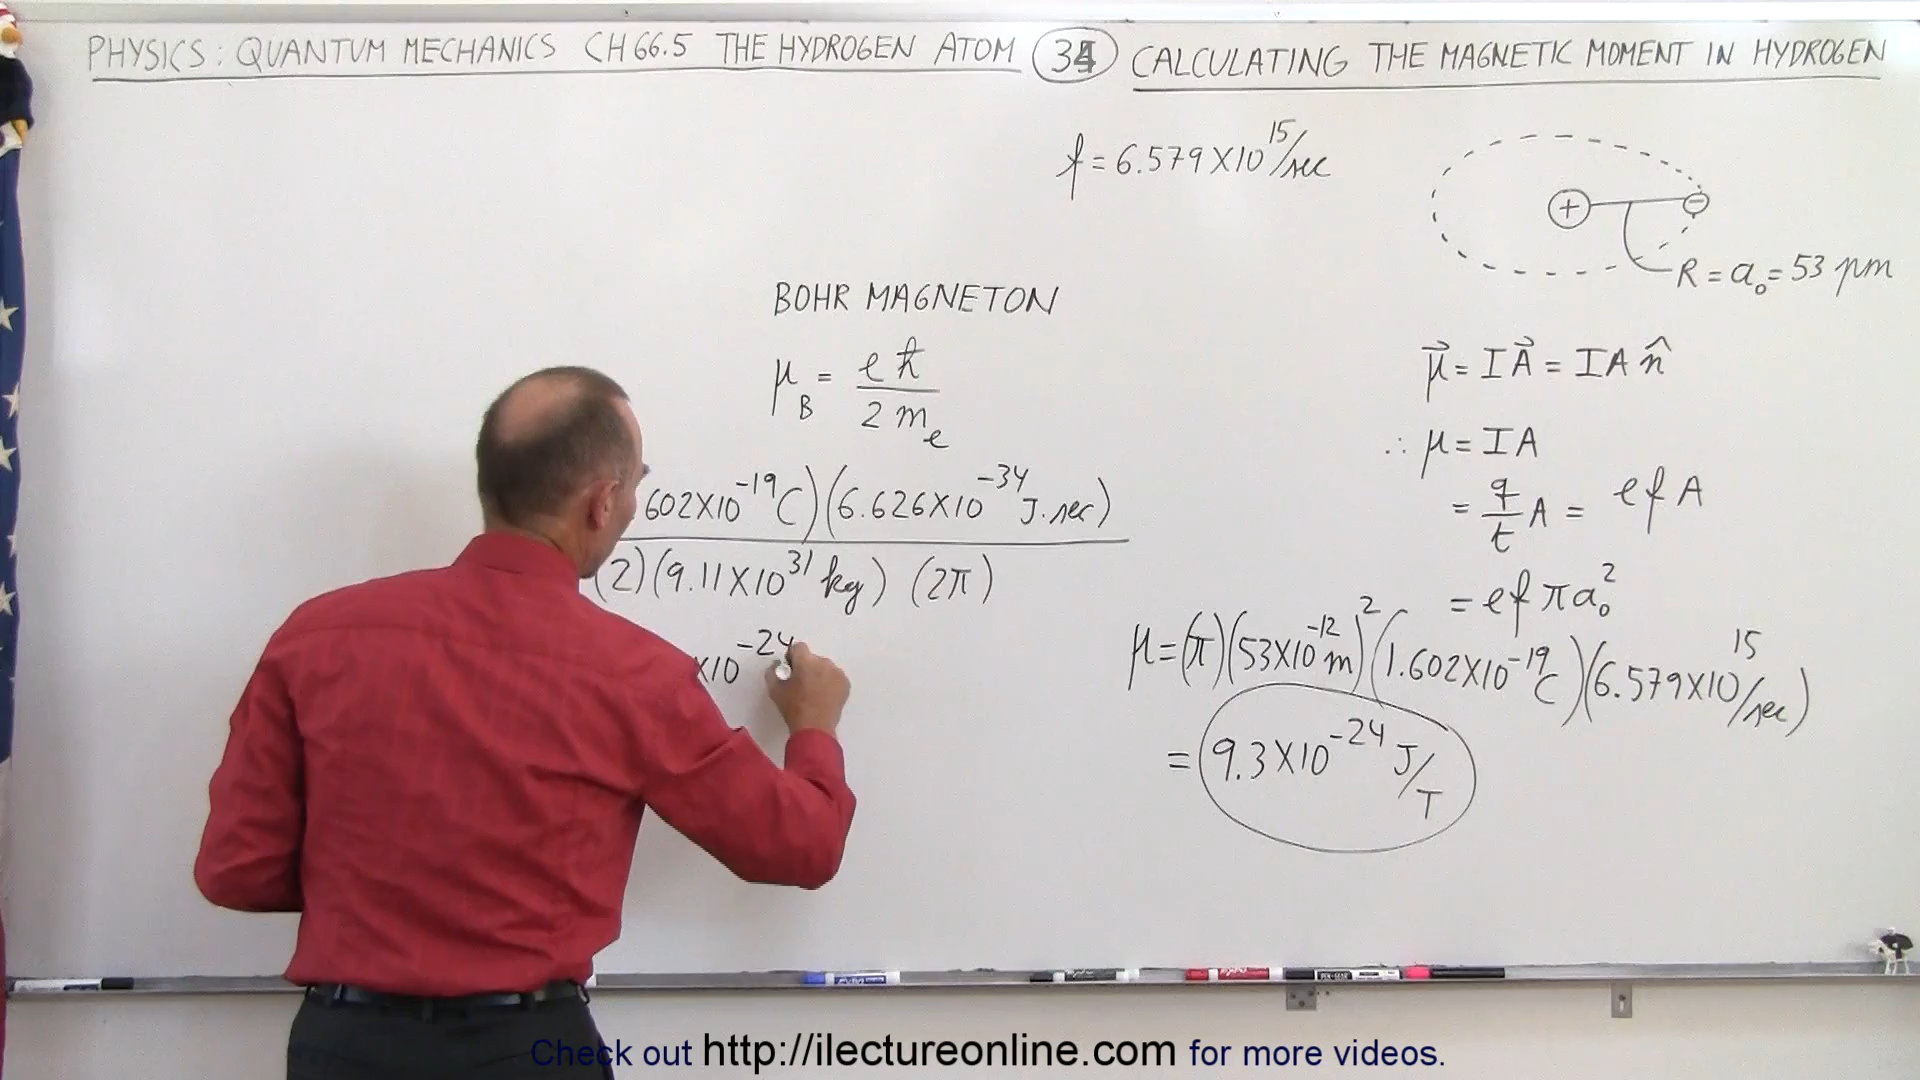 PHYSICS: QUANTUM MECHANICS CH 66.5 THE HYDROGEN ATOM 34 CALCULATING THE MAGNETIC MOMENT IN HYDROGEN
f = 6.579 X 10^15/sec
+ −
R = a₀ = 53 pm
BOHR MAGNETON
μ_B = eħ / 2 m_e
602 X 10^-19 C)(6.626 X 10^-34 J·sec)
(2)(9.11 X 10^31 kg) (2π)
X 10^-24
μ⃗ = I A⃗ = I A n̂
∴ μ = I A
= q/t A = e f A
= e f π a₀²
μ = (π)(53 X 10^-12 m)²(1.602 X 10^-19 C)(6.579 X 10^15/sec)
= 9.3 X 10^-24 J/T
Check out http://ilectureonline.com for more videos.